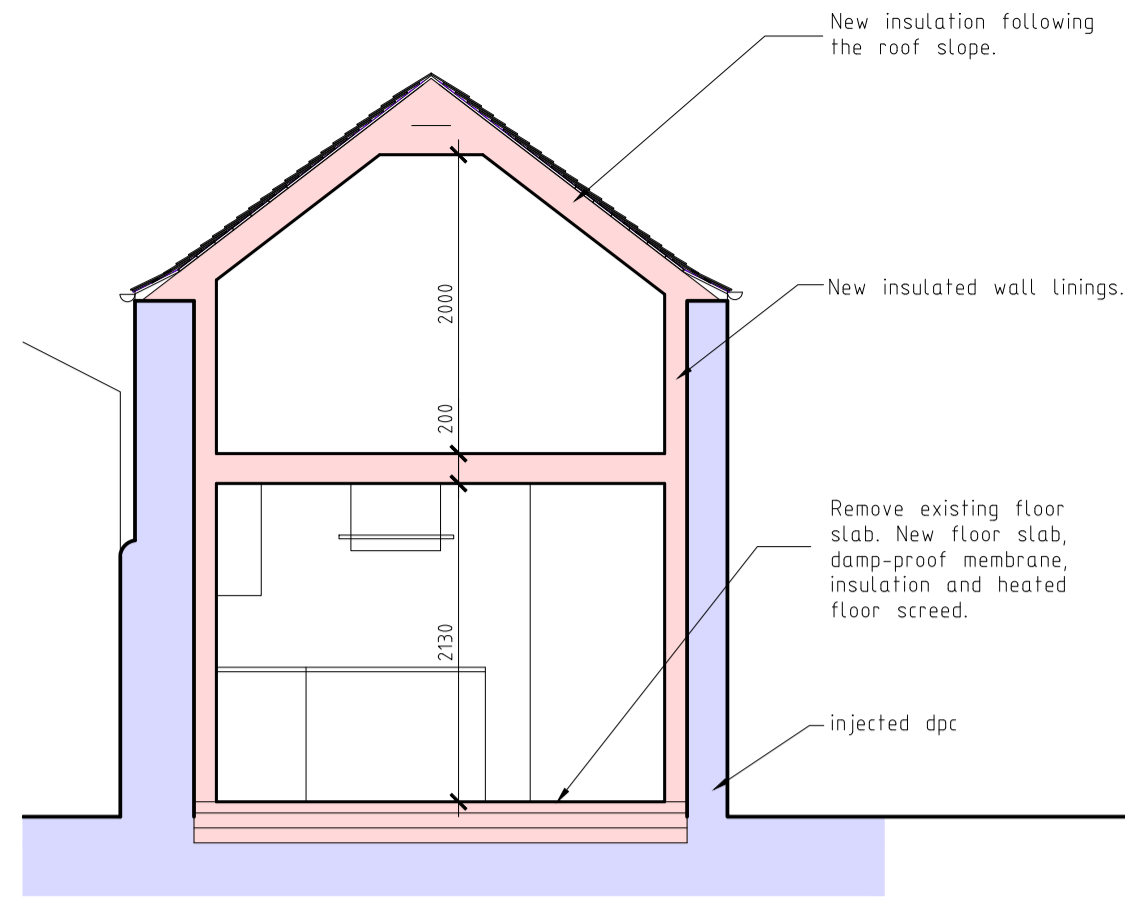 New insulation following
the roof slope.
New insulated wall linings.
2000
200
Remove existing floor
slab. New floor slab,
damp-proof membrane,
insulation and heated
floor screed.
2130
injected dpc